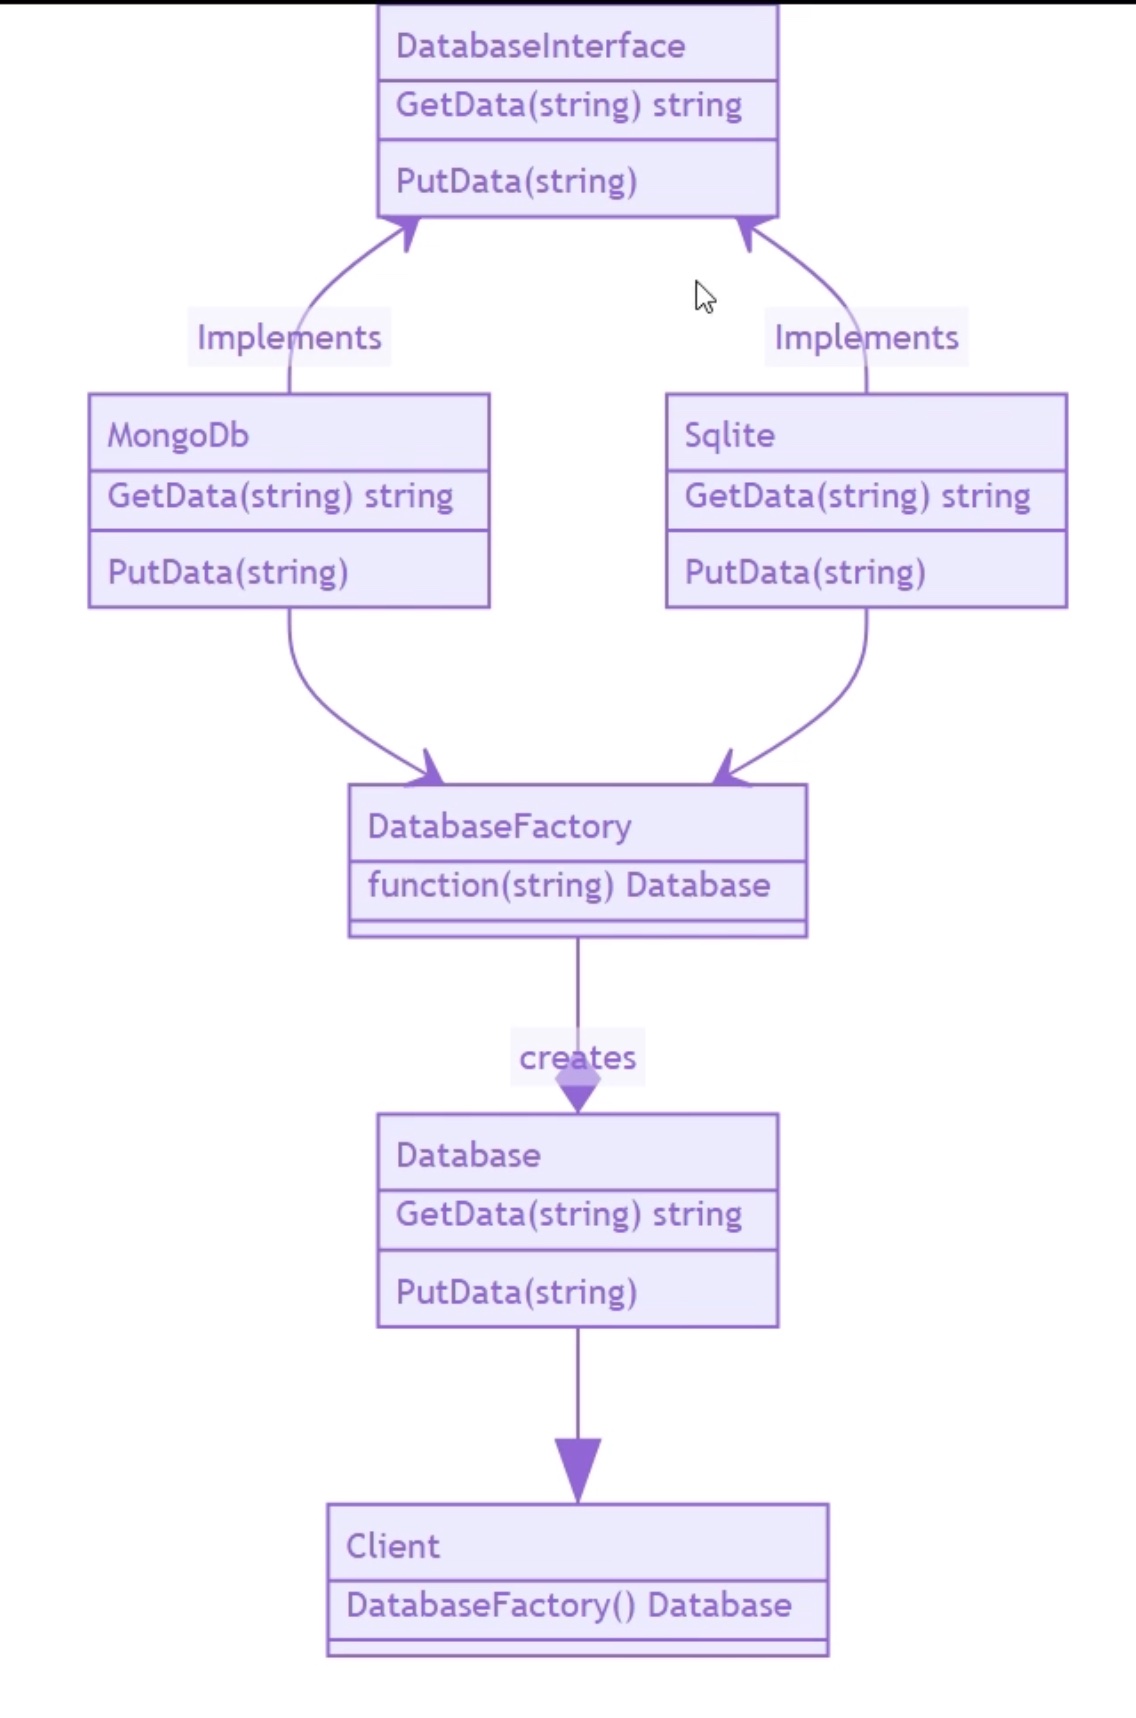 DatabaseInterface
GetData(string) string
PutData(string)
Implements
Implements
MongoDb
GetData(string) string
PutData(string)
Sqlite
GetData(string) string
PutData(string)
DatabaseFactory
function(string) Database
creates
Database
GetData(string) string
PutData(string)
Client
DatabaseFactory() Database